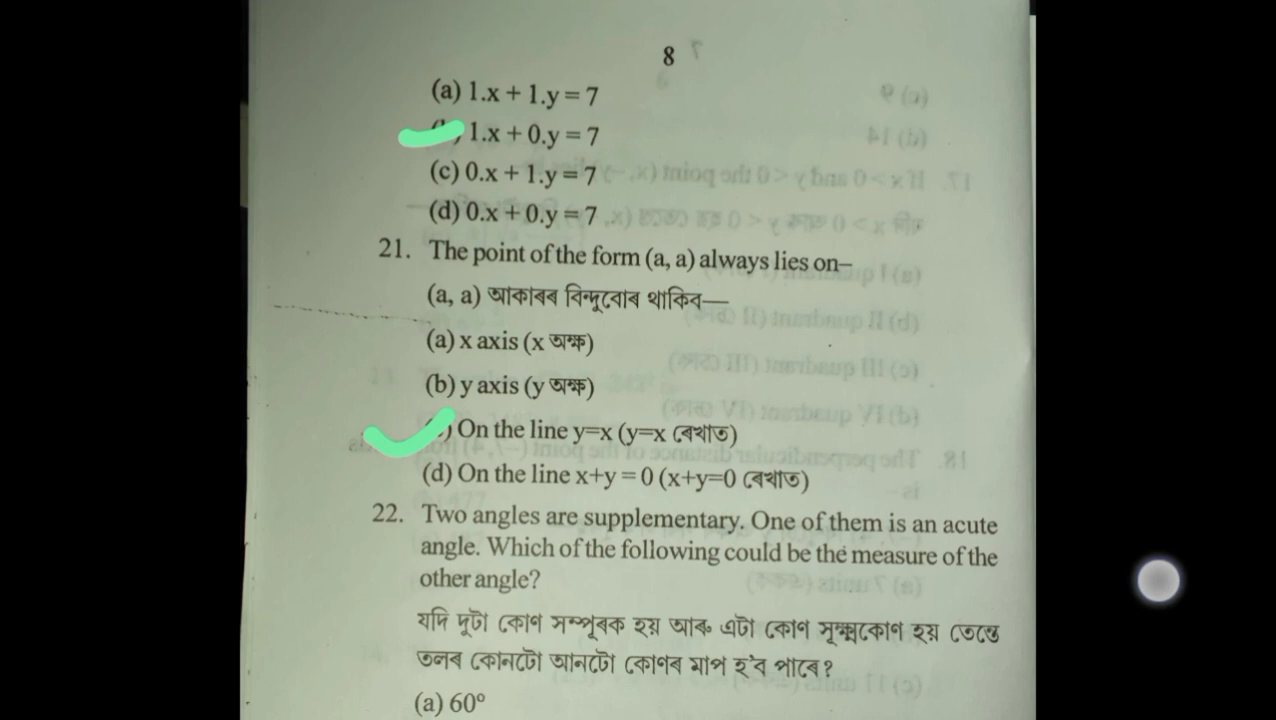 8
(a) 1.x + 1.y = 7
1.x + 0.y = 7
(c) 0.x + 1.y = 7
(d) 0.x + 0.y = 7
21. The point of the form (a, a) always lies on–
(a, a) আকাৰৰ বিন্দুবোৰ থাকিব—
(a) x axis (x অক্ষ)
(b) y axis (y অক্ষ)
) On the line y=x (y=x ৰেখাত)
(d) On the line x+y = 0 (x+y=0 ৰেখাত)
22. Two angles are supplementary. One of them is an acute
angle. Which of the following could be the measure of the
other angle?
যদি দুটা কোণ সম্পূৰক হয় আৰু এটা কোণ সূক্ষ্মকোণ হয় তেন্তে
তলৰ কোনটো আনটো কোণৰ মাপ হ'ব পাৰে?
(a) 60°